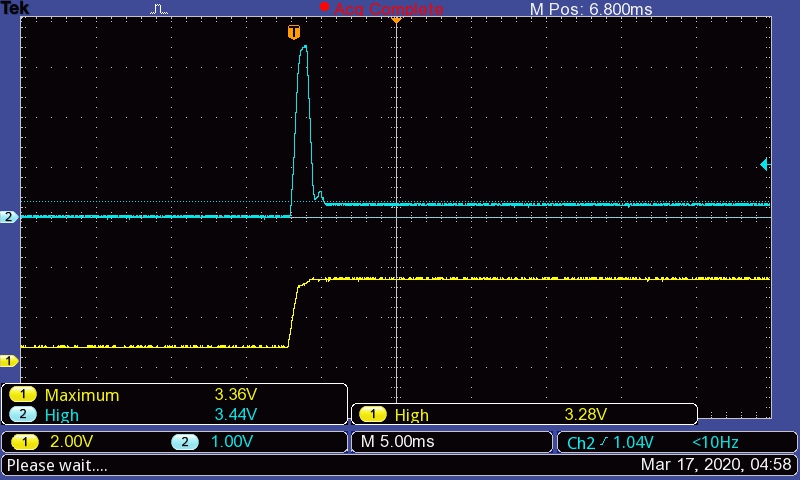 Tek Acq Complete M Pos: 6.800ms
T
2
1
1 Maximum 3.36V
2 High 3.44V 1 High 3.28V
1 2.00V 2 1.00V M 5.00ms Ch2 1.04V <10Hz
Please wait.... Mar 17, 2020, 04:58